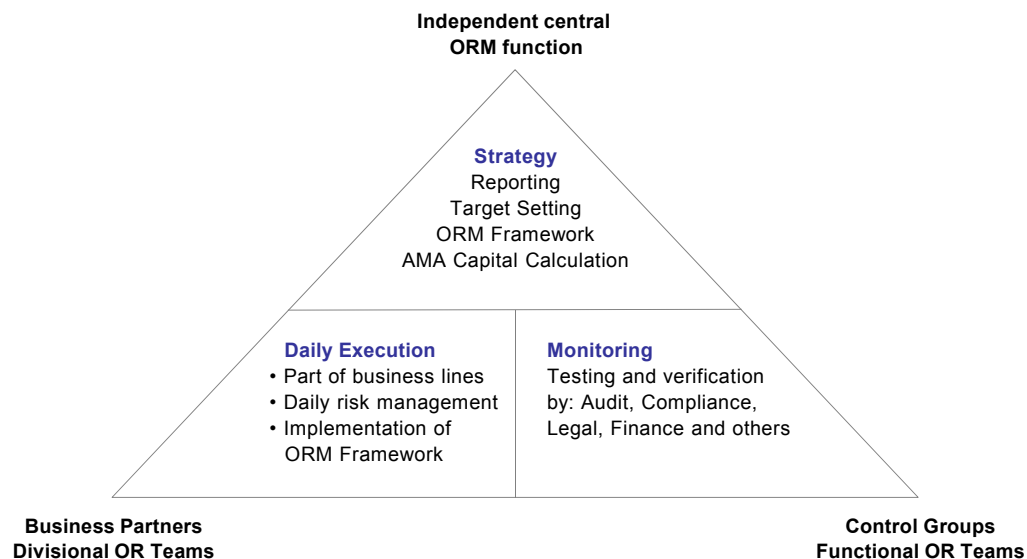 Independent central
ORM function
Strategy
Reporting
Target Setting
ORM Framework
AMA Capital Calculation
Daily Execution
• Part of business lines
• Daily risk management
• Implementation of
ORM Framework
Monitoring
Testing and verification
by: Audit, Compliance,
Legal, Finance and others
Business Partners
Divisional OR Teams
Control Groups
Functional OR Teams